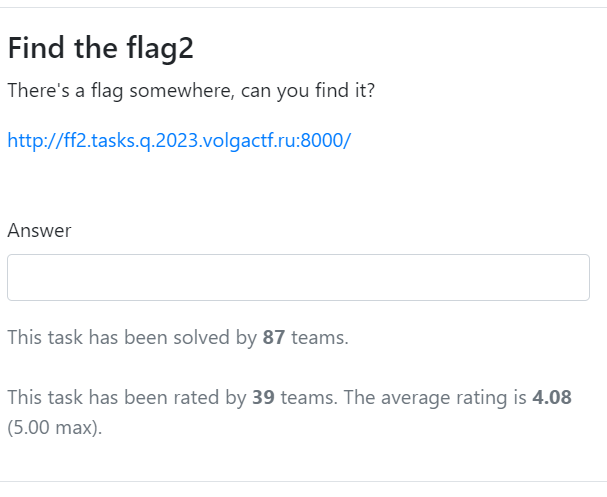 Find the flag2
There's a flag somewhere, can you find it?
http://ff2.tasks.q.2023.volgactf.ru:8000/
Answer
This task has been solved by 87 teams.
This task has been rated by 39 teams. The average rating is 4.08
(5.00 max).